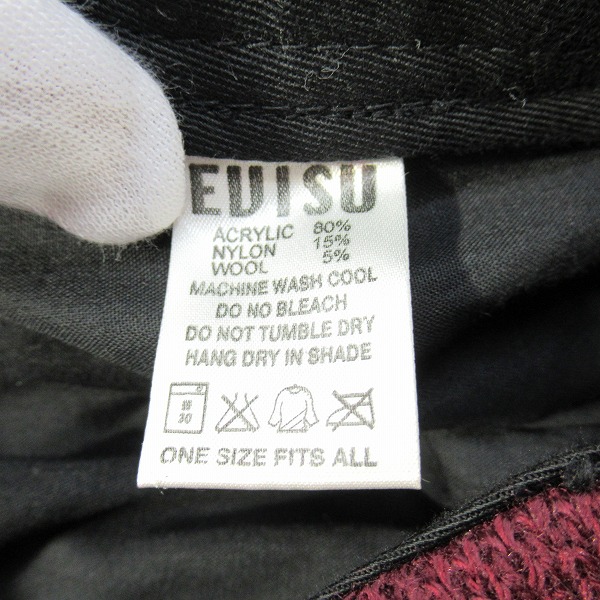 EVISU
ACRYLIC 80%
NYLON 15%
WOOL 5%
MACHINE WASH COOL
DO NO BLEACH
DO NOT TUMBLE DRY
HANG DRY IN SHADE
弱 30
ONE SIZE FITS ALL